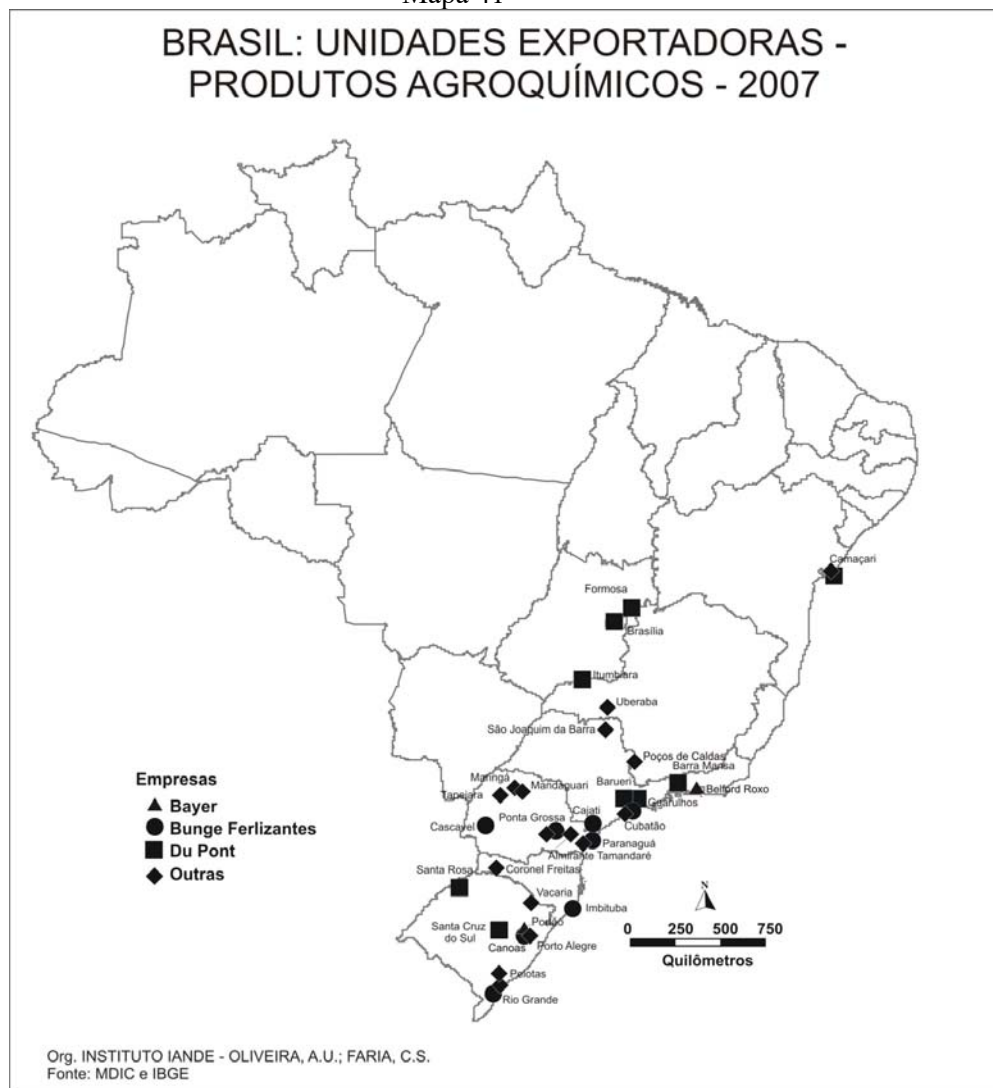 Mapa 41
BRASIL: UNIDADES EXPORTADORAS -
PRODUTOS AGROQUÍMICOS - 2007
Camaçari
Formosa
Brasília
Itumbiara
Uberaba
São Joaquim da Barra
Poços de Caldas
Barra Mansa
Barueri
Belford Roxo
Guarulhos
Cubatão
Maringá
Mandaguari
Tapejara
Ponta Grossa
Cajati
Cascavel
Paranaguá
Almirante Tamandaré
Santa Rosa
Coronel Freitas
Vacaria
Imbituba
Santa Cruz
do Sul
Portão
Canoas
Porto Alegre
Pelotas
Rio Grande
Empresas
Bayer
Bunge Ferlizantes
Du Pont
Outras
N
0 250 500 750
Quilômetros
Org. INSTITUTO IANDE - OLIVEIRA, A.U.; FARIA, C.S.
Fonte: MDIC e IBGE